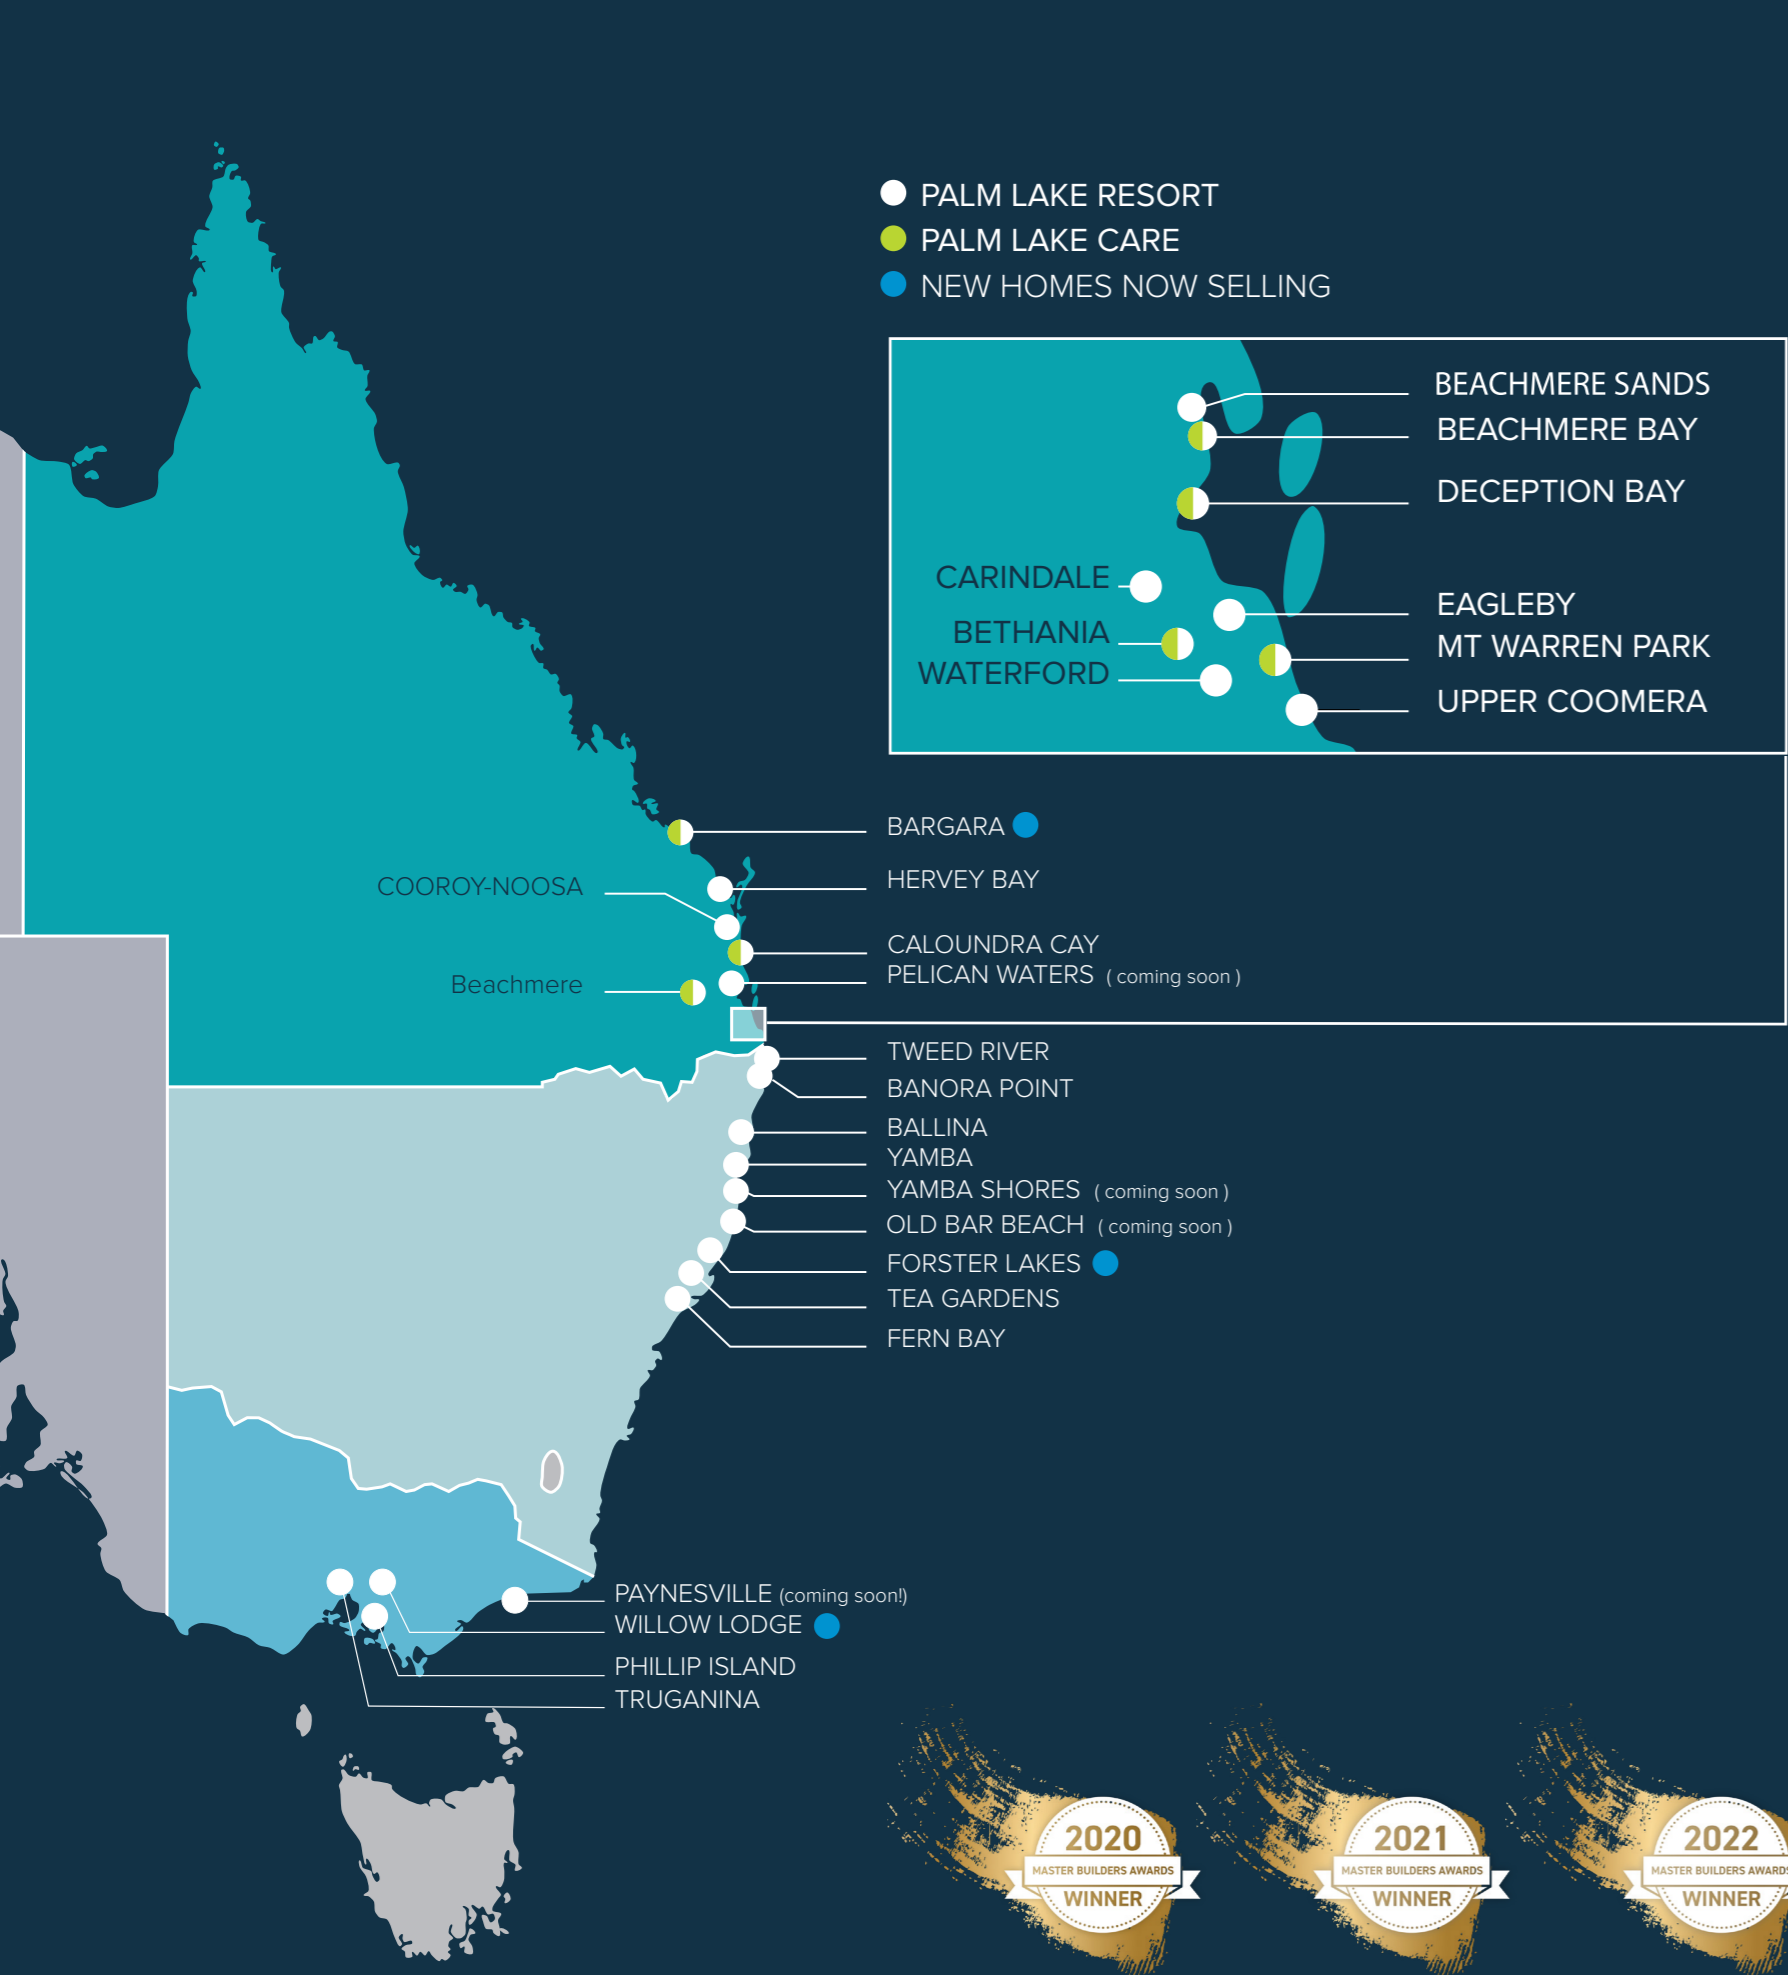 PALM LAKE RESORT
PALM LAKE CARE
NEW HOMES NOW SELLING
BEACHMERE SANDS
BEACHMERE BAY
DECEPTION BAY
CARINDALE
BETHANIA
WATERFORD
EAGLEBY
MT WARREN PARK
UPPER COOMERA
BARGARA
HERVEY BAY
COOROY-NOOSA
CALOUNDRA CAY
PELICAN WATERS ( coming soon )
Beachmere
TWEED RIVER
BANORA POINT
BALLINA
YAMBA
YAMBA SHORES ( coming soon )
OLD BAR BEACH ( coming soon )
FORSTER LAKES
TEA GARDENS
FERN BAY
PAYNESVILLE (coming soon!)
WILLOW LODGE
PHILLIP ISLAND
TRUGANINA
2020
MASTER BUILDERS AWARDS
WINNER
2021
MASTER BUILDERS AWARDS
WINNER
2022
MASTER BUILDERS AWARDS
WINNER